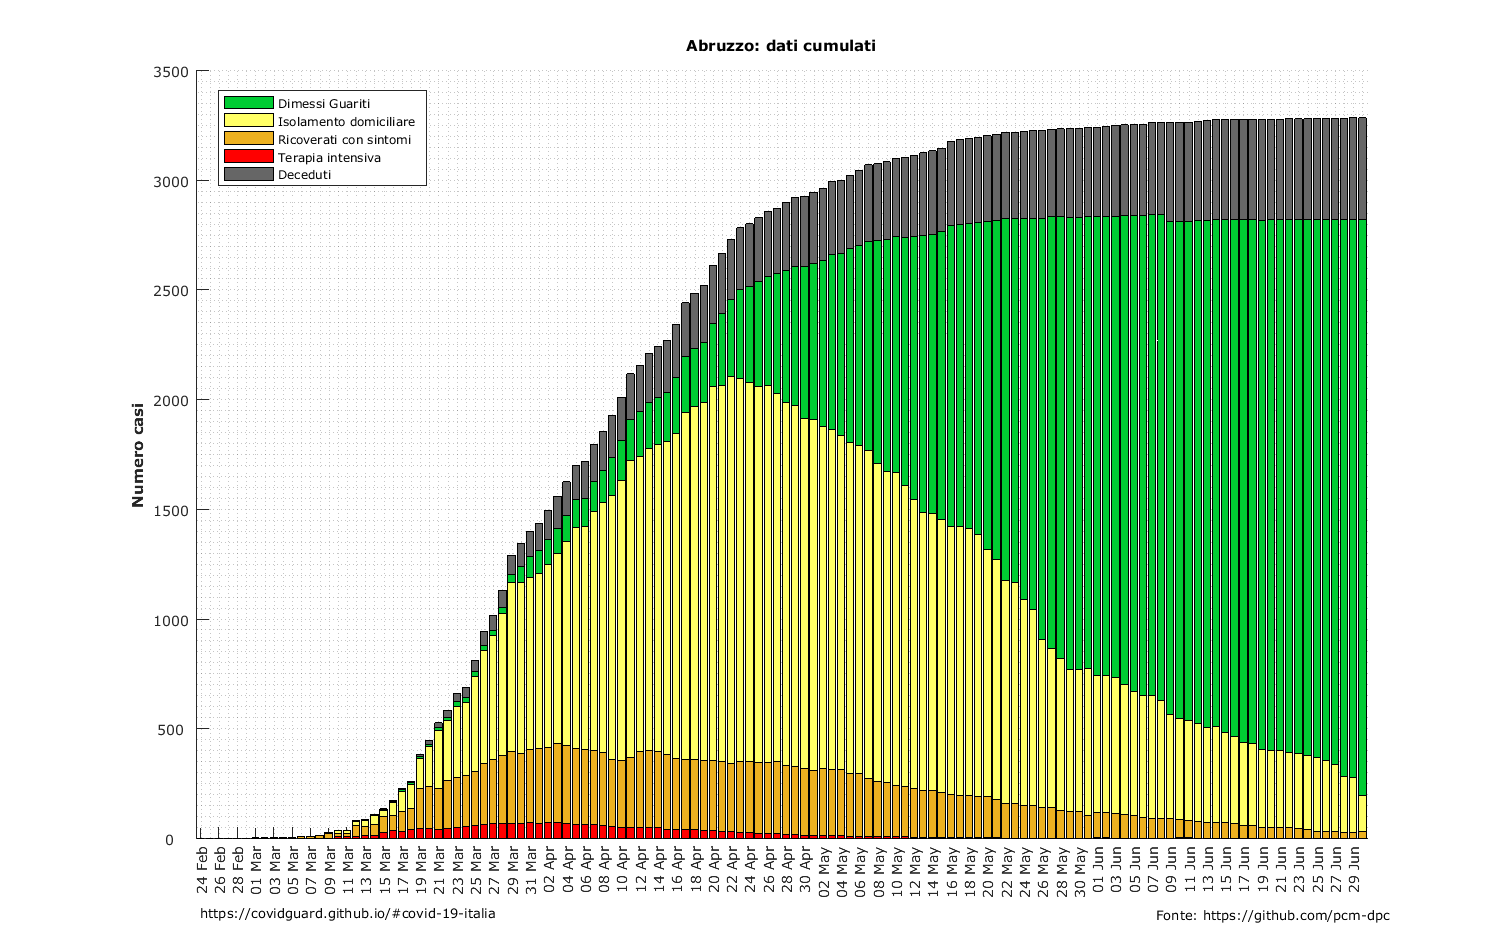 Abruzzo: dati cumulati
3500
3000
2500
2000
1500
1000
500
0
Numero casi
Dimessi Guariti
Isolamento domiciliare
Ricoverati con sintomi
Terapia intensiva
Deceduti
24 Feb
26 Feb
28 Feb
01 Mar
03 Mar
05 Mar
07 Mar
09 Mar
11 Mar
13 Mar
15 Mar
17 Mar
19 Mar
21 Mar
23 Mar
25 Mar
27 Mar
29 Mar
31 Mar
02 Apr
04 Apr
06 Apr
08 Apr
10 Apr
12 Apr
14 Apr
16 Apr
18 Apr
20 Apr
22 Apr
24 Apr
26 Apr
28 Apr
30 Apr
02 May
04 May
06 May
08 May
10 May
12 May
14 May
16 May
18 May
20 May
22 May
24 May
26 May
28 May
30 May
01 Jun
03 Jun
05 Jun
07 Jun
09 Jun
11 Jun
13 Jun
15 Jun
17 Jun
19 Jun
21 Jun
23 Jun
25 Jun
27 Jun
29 Jun
https://covidguard.github.io/#covid-19-italia
Fonte: https://github.com/pcm-dpc